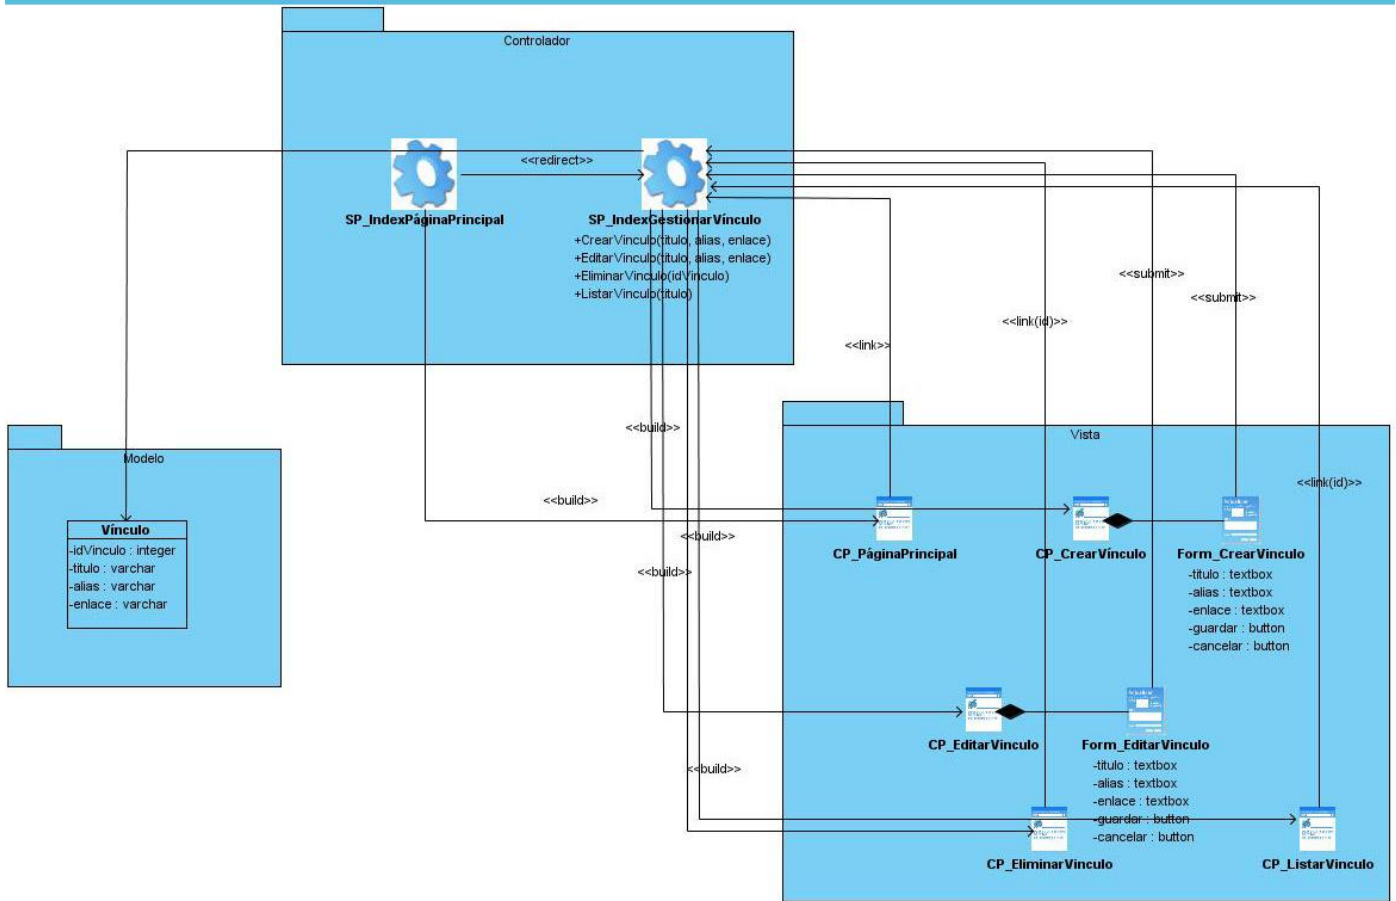 Controlador
<<redirect>>
SP_IndexPáginaPrincipal
SP_IndexGestionarVínculo
+CrearVinculo(titulo, alias, enlace)
+EditarVinculo(titulo, alias, enlace)
+EliminarVinculo(idVinculo)
+ListarVinculo(titulo)
<<submit>>
<<submit>>
<<link(id)>>
<<link>>
<<build>>
Vista
Modelo
<<link(id)>>
<<build>>
Vínculo
-idVinculo : integer
-titulo : varchar
-alias : varchar
-enlace : varchar
<<build>>
<<build>>
CP_PáginaPrincipal
CP_CrearVínculo
Form_CrearVinculo
-titulo : textbox
-alias : textbox
-enlace : textbox
-guardar : button
-cancelar : button
CP_EditarVinculo
Form_EditarVinculo
-titulo : textbox
-alias : textbox
-enlace : textbox
-guardar : button
-cancelar : button
<<build>>
CP_EliminarVinculo
CP_ListarVinculo